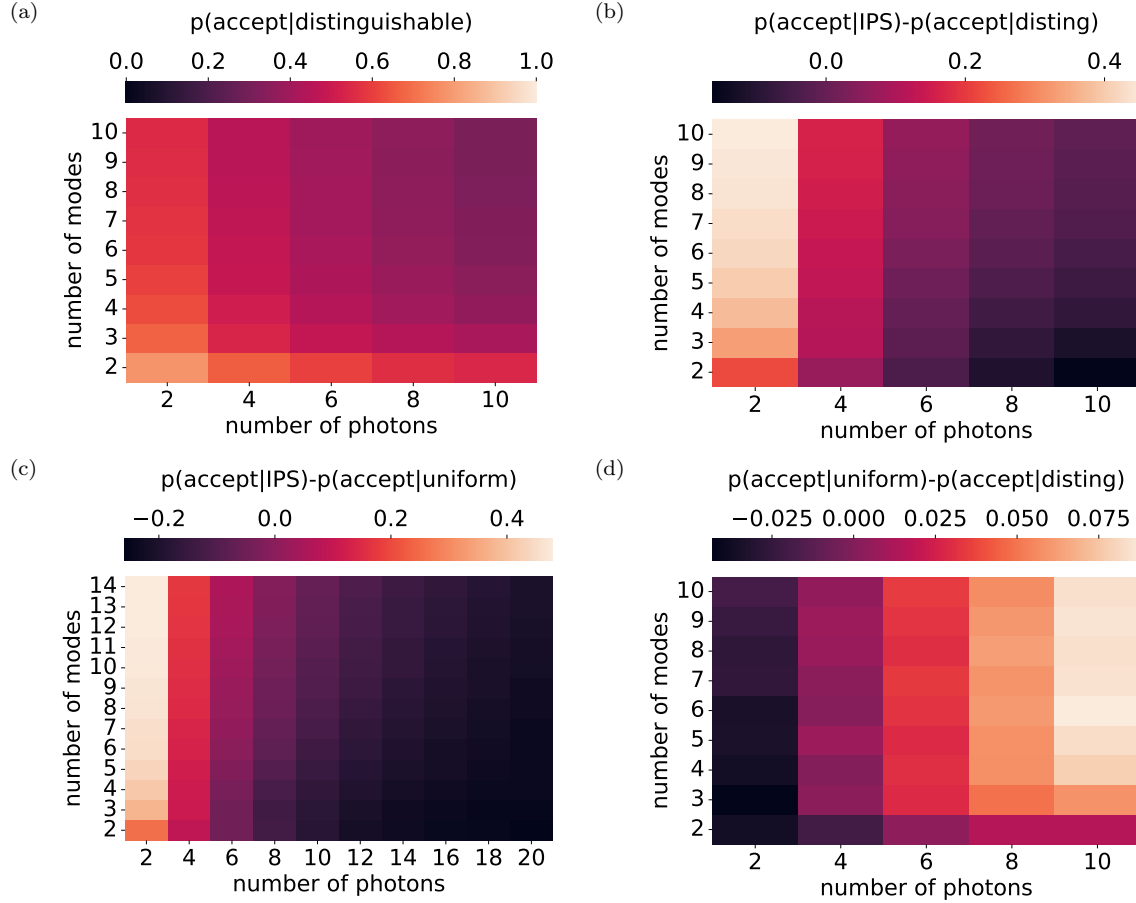 (a)
p(accept|distinguishable)
0.0 0.2 0.4 0.6 0.8 1.0
number of modes
10
9
8
7
6
5
4
3
2
2 4 6 8 10
number of photons
(b)
p(accept|IPS)-p(accept|disting)
0.0 0.2 0.4
number of modes
10
9
8
7
6
5
4
3
2
2 4 6 8 10
number of photons
(c)
p(accept|IPS)-p(accept|uniform)
−0.2 0.0 0.2 0.4
number of modes
14
13
12
11
10
9
8
7
6
5
4
3
2
2 4 6 8 10 12 14 16 18 20
number of photons
(d)
p(accept|uniform)-p(accept|disting)
−0.025 0.000 0.025 0.050 0.075
number of modes
10
9
8
7
6
5
4
3
2
2 4 6 8 10
number of photons